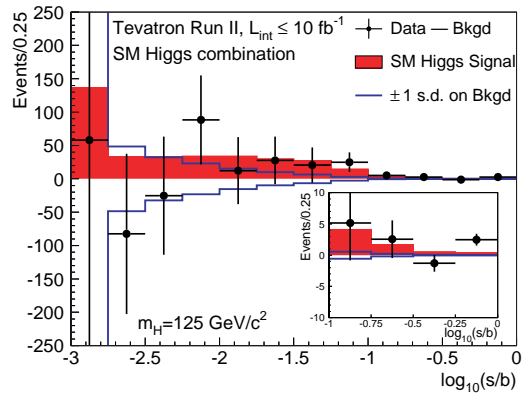 Tevatron Run II, L_int ≤ 10 fb⁻¹
SM Higgs combination
Data — Bkgd
SM Higgs Signal
±1 s.d. on Bkgd
Events/0.25
250
200
150
100
50
0
-50
-100
-150
-200
-250
m_H=125 GeV/c²
-3
-2.5
-2
-1.5
-1
-0.5
0
log₁₀(s/b)
Events/0.25
10
5
0
-5
-10
-1
-0.75
-0.5
-0.25
0
log₁₀(s/b)